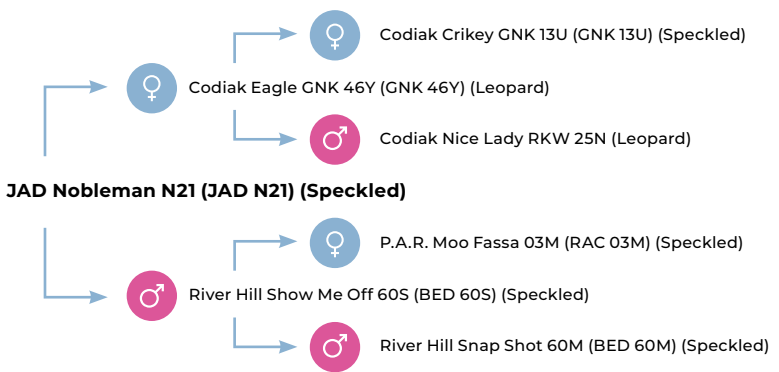 Codiak Crikey GNK 13U (GNK 13U) (Speckled)
Codiak Eagle GNK 46Y (GNK 46Y) (Leopard)
Codiak Nice Lady RKW 25N (Leopard)
JAD Nobleman N21 (JAD N21) (Speckled)
P.A.R. Moo Fassa 03M (RAC 03M) (Speckled)
River Hill Show Me Off 60S (BED 60S) (Speckled)
River Hill Snap Shot 60M (BED 60M) (Speckled)